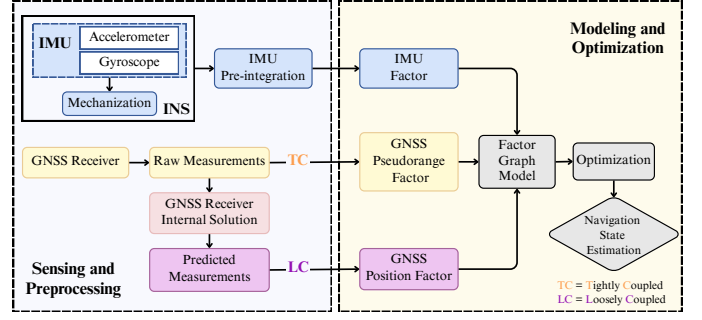 IMU
Accelerometer
Gyroscope
Mechanization
INS
IMU
Pre-integration
IMU
Factor
Modeling and
Optimization
GNSS Receiver
Raw Measurements
TC
GNSS
Pseudorange
Factor
Factor
Graph
Model
Optimization
GNSS Receiver
Internal Solution
Navigation
State
Estimation
Sensing and
Preprocessing
Predicted
Measurements
LC
GNSS
Position Factor
TC = Tightly Coupled
LC = Loosely Coupled